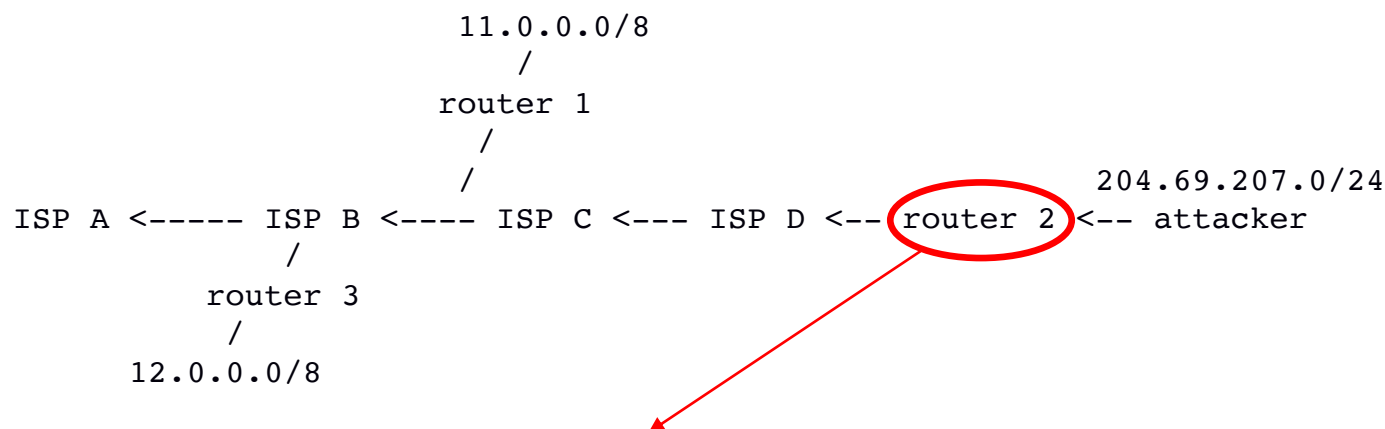 11.0.0.0/8
/
router 1
/
/
204.69.207.0/24
ISP A <----- ISP B <---- ISP C <--- ISP D <-- router 2 <-- attacker
/
router 3
/
12.0.0.0/8